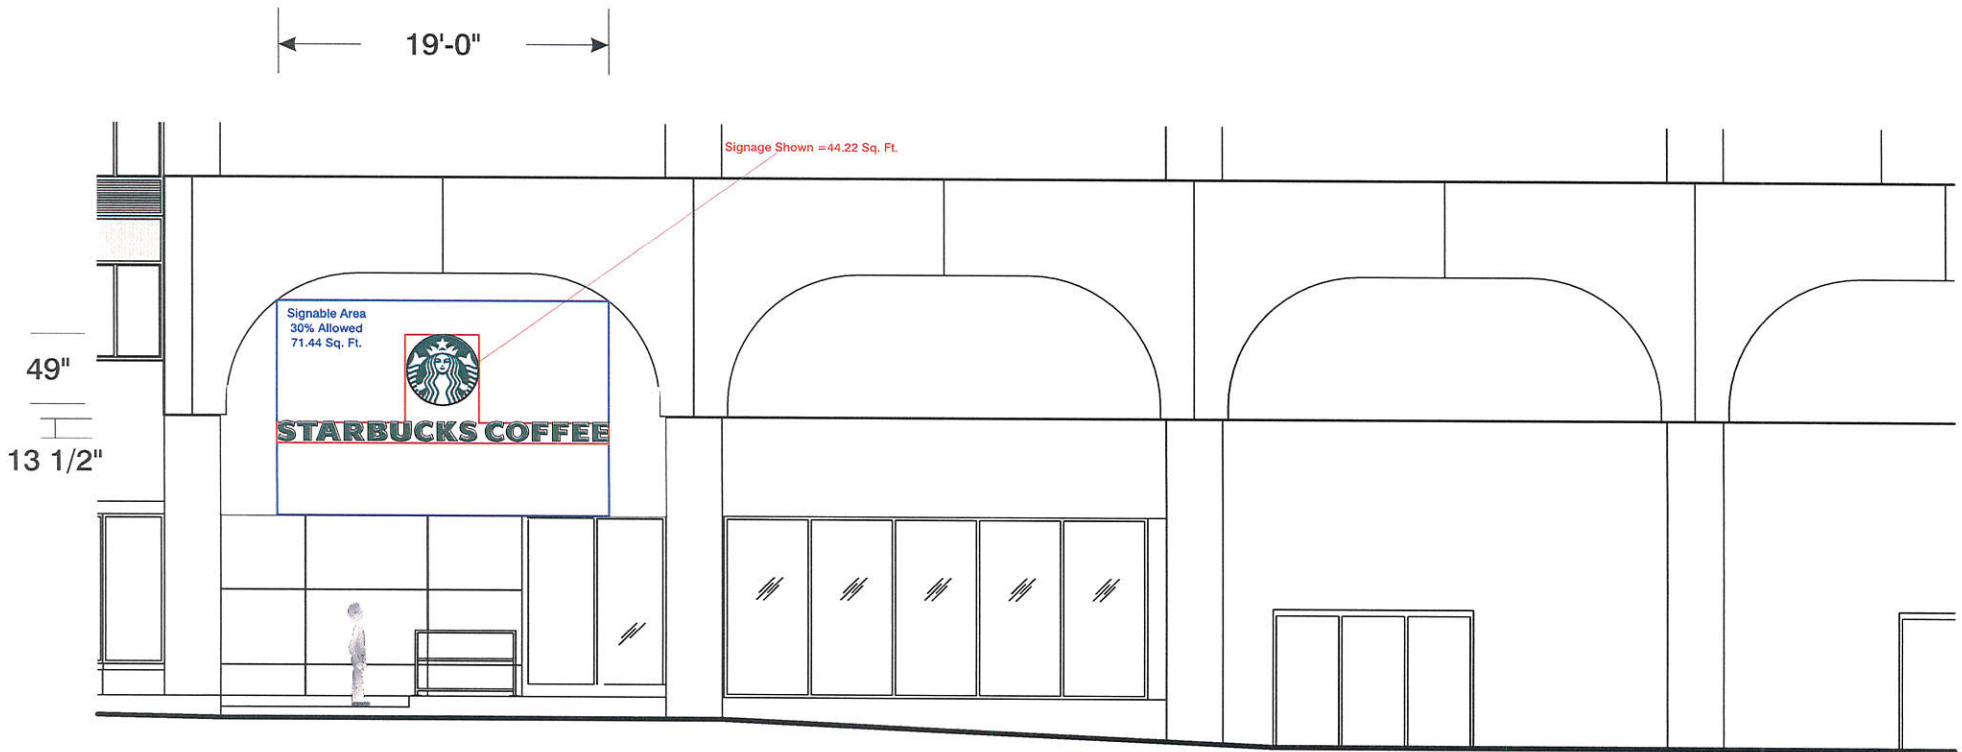 19'-0"
Signage Shown =44.22 Sq. Ft.
Signable Area
30% Allowed
71.44 Sq. Ft.
49"
STARBUCKS COFFEE
13 1/2"